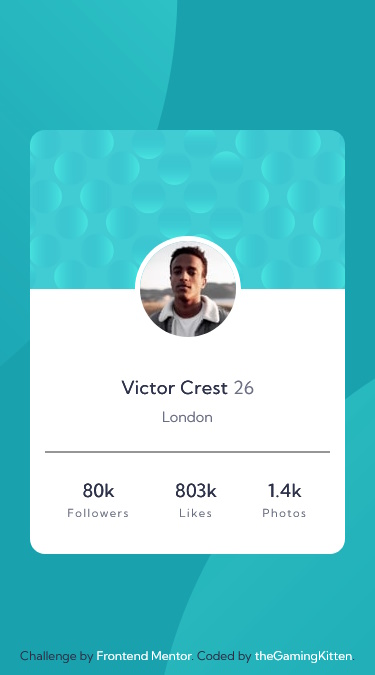 Victor Crest 26
London
80k 803k 1.4k
Followers Likes Photos
Challenge by Frontend Mentor. Coded by theGamingKitten.